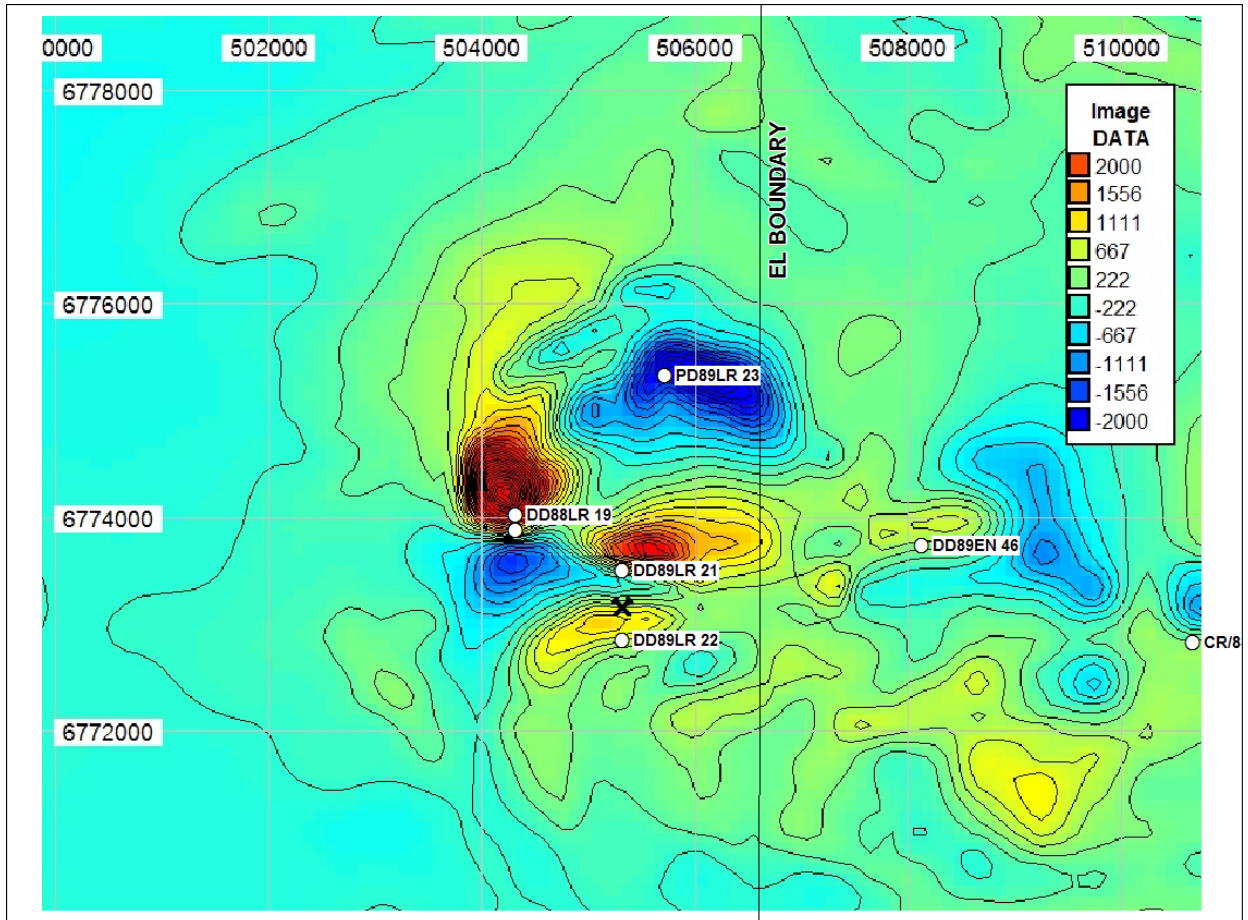 00000 502000 504000 506000 508000 510000
6778000
Image
DATA
2000
1556
1111
667
222
-222
-667
-1111
-1556
-2000
EL BOUNDARY
6776000
PD89LR 23
6774000
DD88LR 19
DD89EN 46
DD89LR 21
DD89LR 22
CR/8
6772000